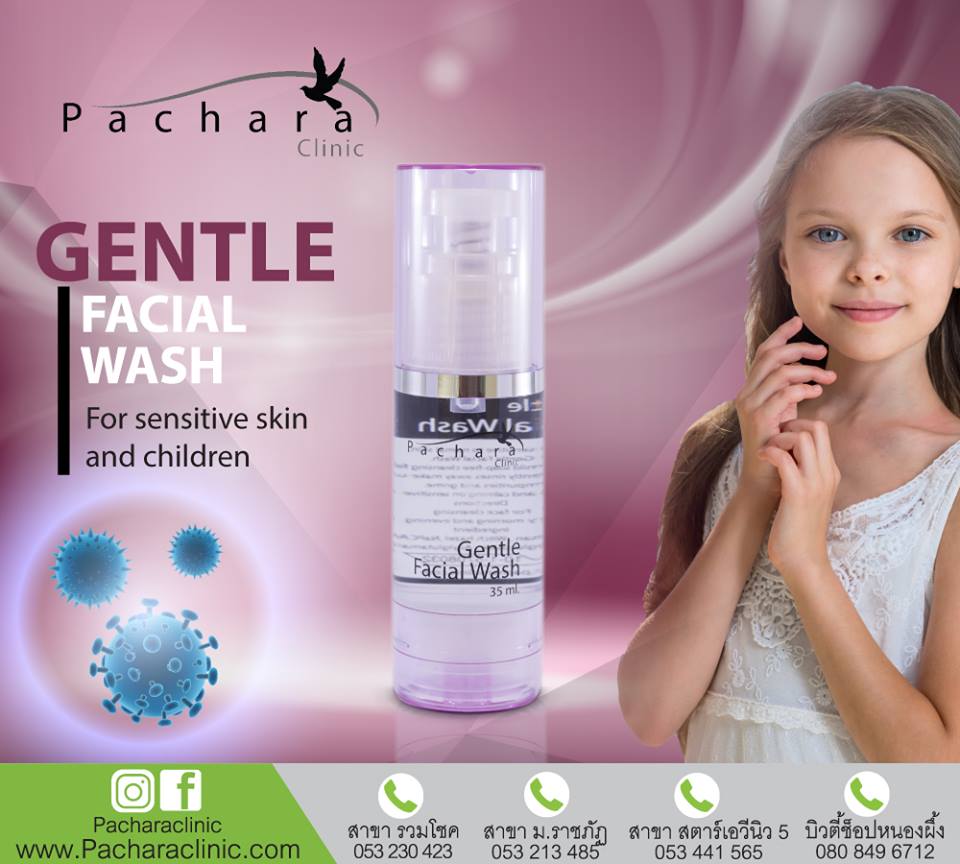 Pachara
Clinic
GENTLE
FACIAL
WASH
For sensitive skin
and children
Pachara
Clinic
Gentle
Facial Wash
35 ml.
Pacharaclinic
www.Pacharaclinic.com
สาขา รวมโชค
053 230 423
สาขา ม.ราชภัฏ
053 213 485
สาขา สตาร์เอวีนิว 5
053 441 565
บิวตี้ช็อปหนองผึ้ง
080 849 6712